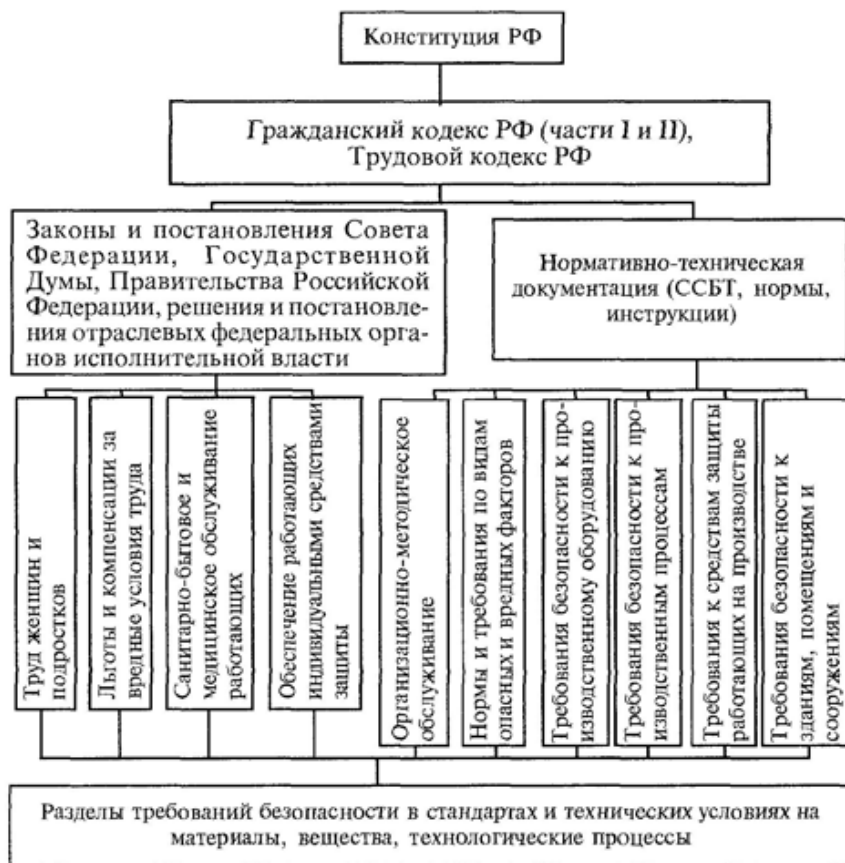 Конституция РФ
Гражданский кодекс РФ (части I и II),
Трудовой кодекс РФ
Законы и постановления Совета
Федерации, Государственной
Думы, Правительства Российской
Федерации, решения и постановле-
ния отраслевых федеральных орга-
нов исполнительной власти
Нормативно-техническая
документация (ССБТ, нормы,
инструкции)
Труд женщин и
подростков
Льготы и компенсации за
вредные условия труда
Санитарно-бытовое и
медицинское обслуживание
работающих
Обеспечение работающих
индивидуальными средствами
защиты
Организационно-методическое
обслуживание
Нормы и требования по видам
опасных и вредных факторов
Требования безопасности к про-
изводственному оборудованию
Требования безопасности к про-
изводственным процессам
Требования к средствам защиты
работающих на производстве
Требования безопасности к
зданиям, помещениям и
сооружениям
Разделы требований безопасности в стандартах и технических условиях на
материалы, вещества, технологические процессы